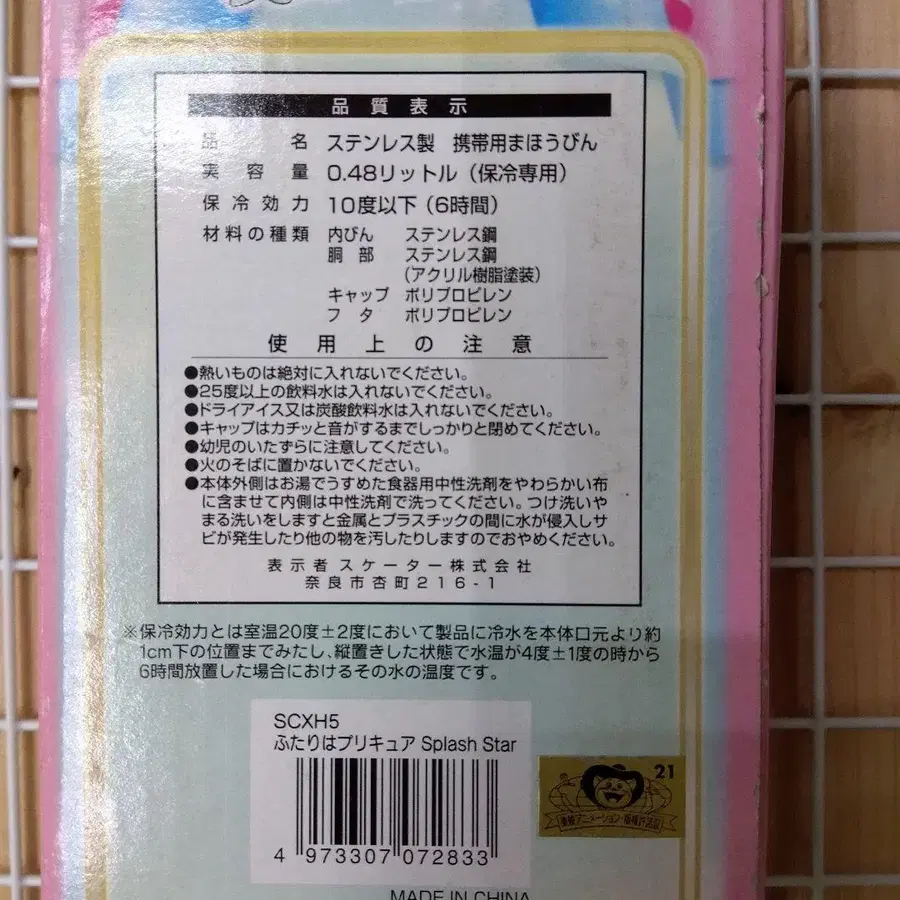 品質表示
品名 ステンレス製 携帯用まほうびん
実容量 0.48リットル（保冷専用）
保冷効力 10度以下（6時間）
材料の種類 内びん ステンレス鋼
胴部 ステンレス鋼
（アクリル樹脂塗装）
キャップ ポリプロピレン
フタ ポリプロピレン
使用上の注意
●熱いものは絶対に入れないでください。
●25度以上の飲料水は入れないでください。
●ドライアイス又は炭酸飲料水は入れないでください。
●キャップはカチッと音がするまでしっかりと閉めてください。
●幼児のいたずらに注意してください。
●火のそばに置かないでください。
●本体外側はお湯でうすめた食器用中性洗剤をやわらかい布
に含ませて内側は中性洗剤で洗ってください。つけ洗いや
まる洗いをしますと金属とプラスチックの間に水が侵入しサ
ビが発生したり他の物を汚したりしますのでおやめください。
表示者 スケーター株式会社
奈良市杏町216-1
※保冷効力とは室温20度±2度において製品に冷水を本体口元より約
1cm下の位置までみたし、縦置きした状態で水温が4度±1度の時から
6時間放置した場合におけるその水の温度です。
SCXH5
ふたりはプリキュア Splash Star
4 973307 072833
21
東映アニメーション・版権許諾証
MADE IN CHINA